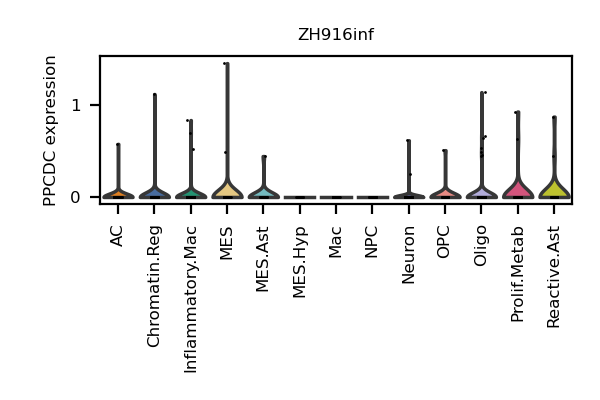 ZH916inf
PPCDC expression
1
0
AC
Chromatin.Reg
Inflammatory.Mac
MES
MES.Ast
MES.Hyp
Mac
NPC
Neuron
OPC
Oligo
Prolif.Metab
Reactive.Ast